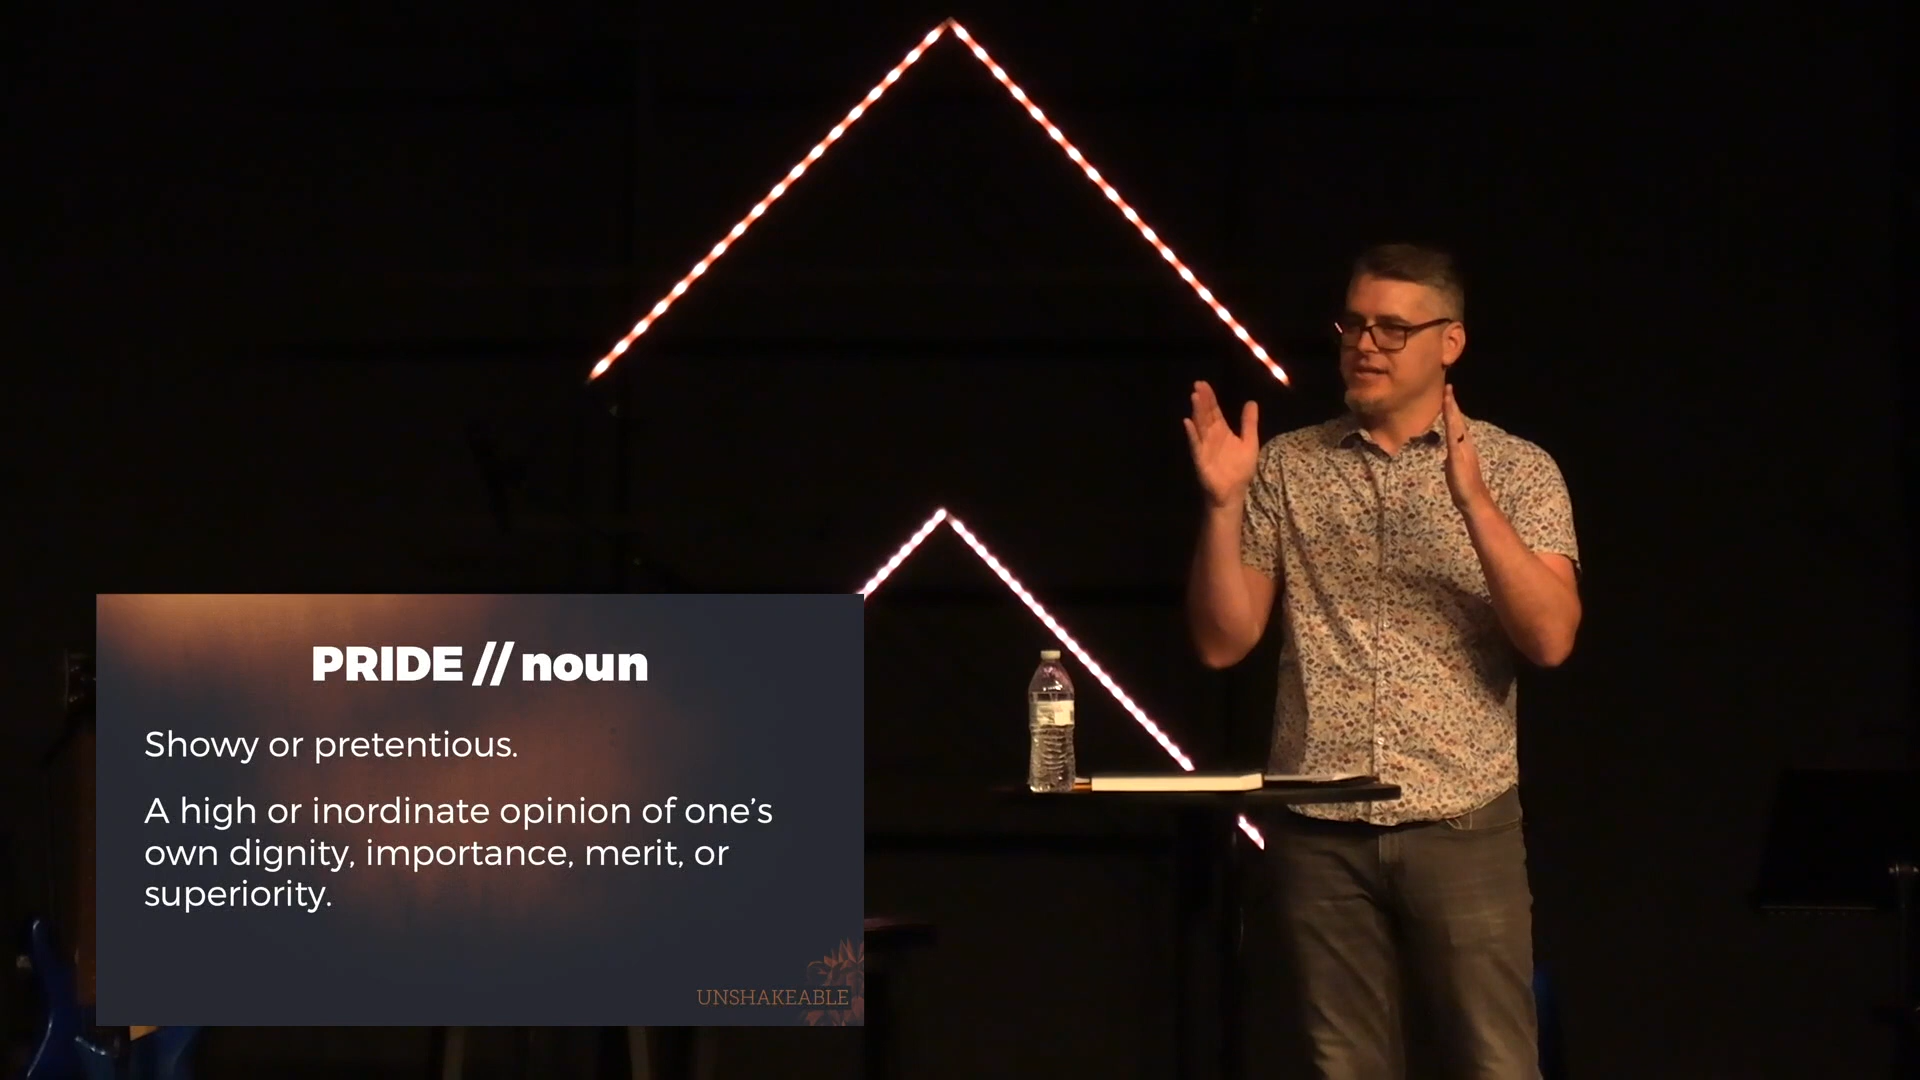 PRIDE // noun
Showy or pretentious.
A high or inordinate opinion of one’s
own dignity, importance, merit, or
superiority.
UNSHAKEABLE